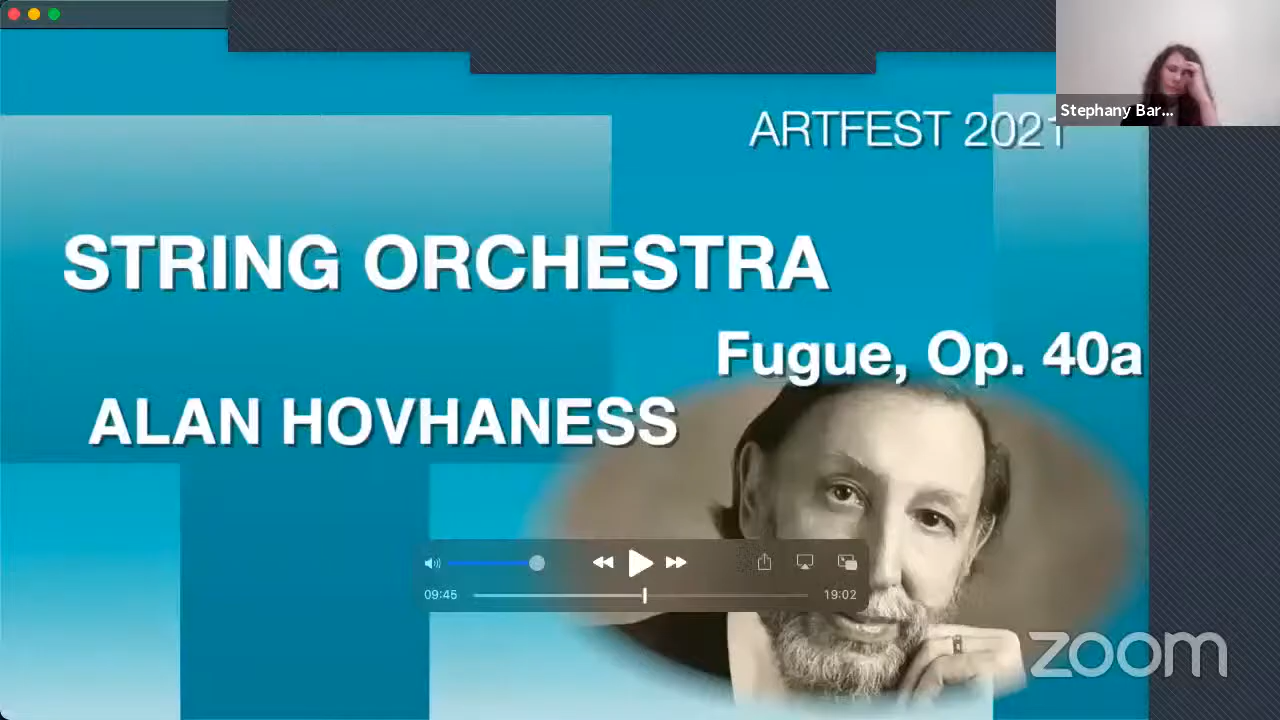 Stephany Bar...
ARTFEST 2021
STRING ORCHESTRA
Fugue, Op. 40a
ALAN HOVHANESS
09:45
19:02
zoom